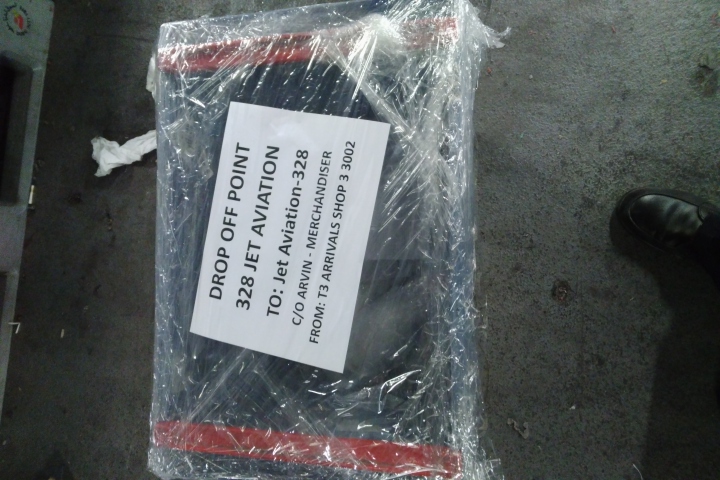 DROP OFF POINT
328 JET AVIATION
TO: Jet Aviation-328
C/O ARVIN - MERCHANDISER
FROM: T3 ARRIVALS SHOP 3 3002